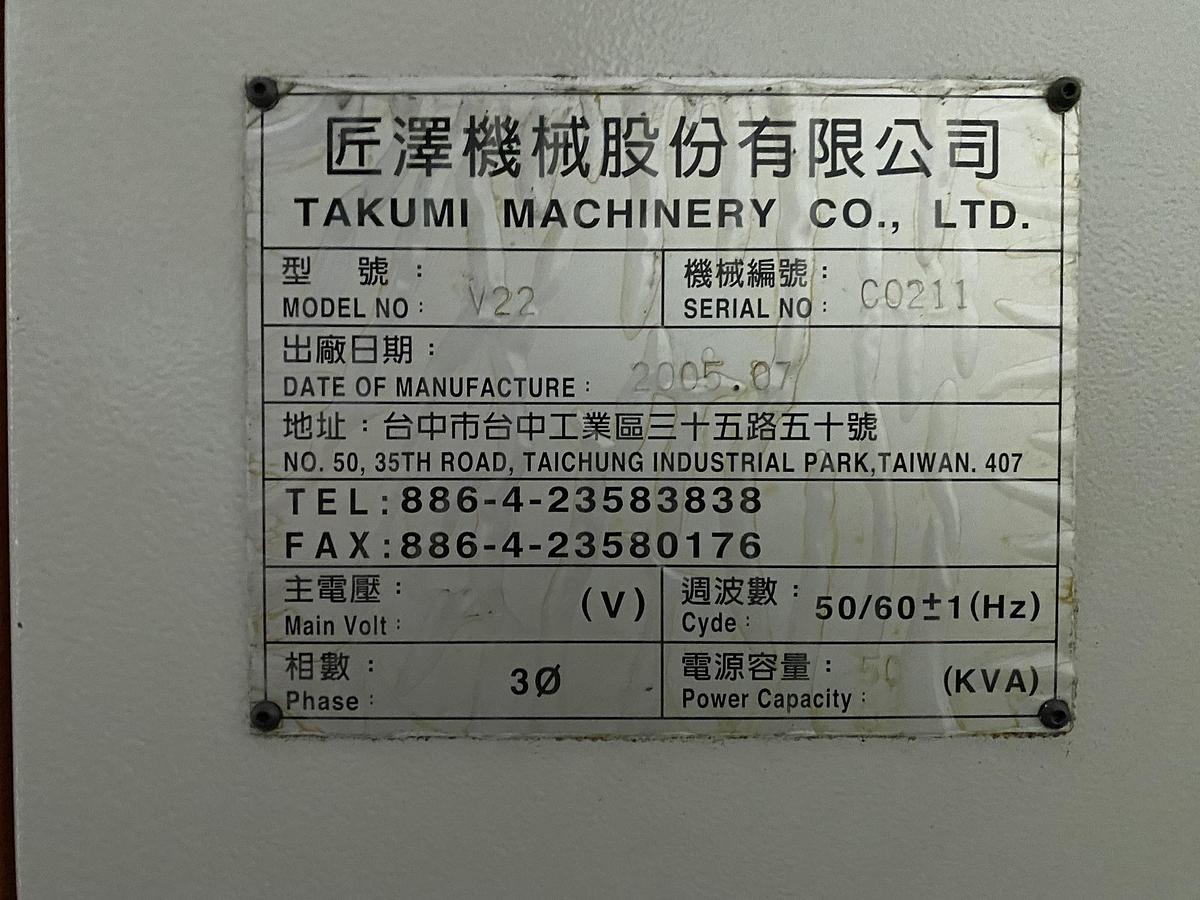 匠澤機械股份有限公司
TAKUMI MACHINERY CO., LTD.
型 號：
MODEL NO： V22
機械編號：
SERIAL NO： C0211
出廠日期：
DATE OF MANUFACTURE： 2005.07
地址：台中市台中工業區三十五路五十號
NO. 50, 35TH ROAD, TAICHUNG INDUSTRIAL PARK,TAIWAN. 407
TEL:886-4-23583838
FAX:886-4-23580176
主電壓： (V)
Main Volt：
週波數： 50/60±1(Hz)
Cyde：
相數： 3Ø
Phase：
電源容量： (KVA)
Power Capacity：